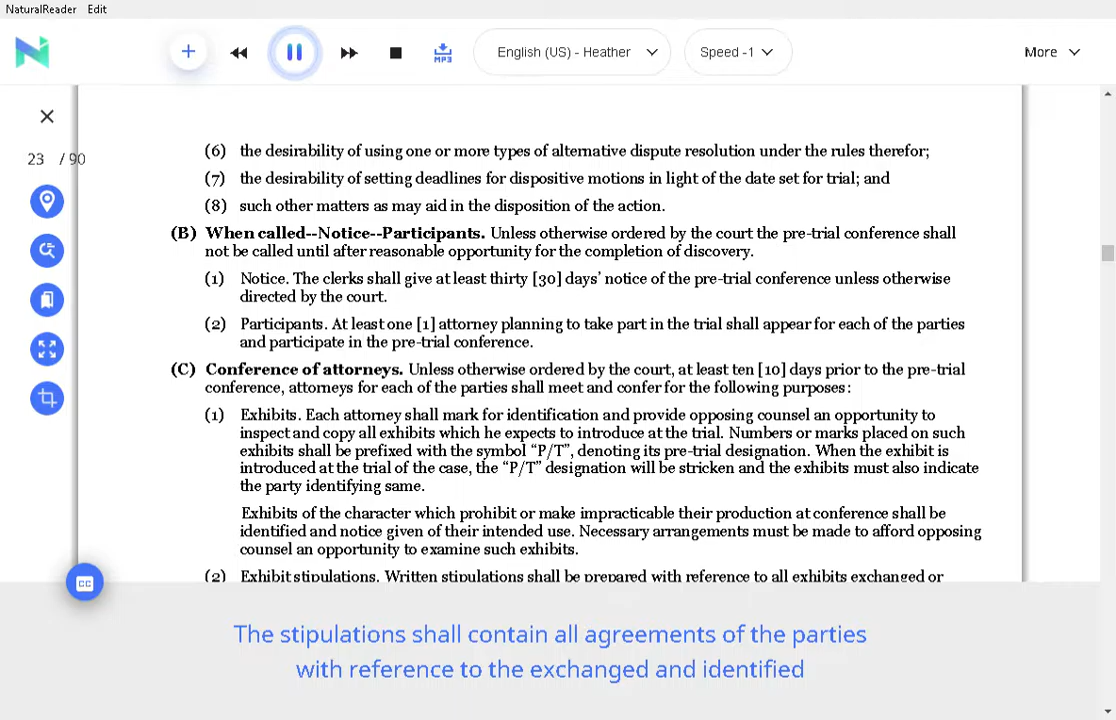 NaturalReader Edit
MP3
English (US) - Heather
Speed -1
More
23 / 90
(6) the desirability of using one or more types of alternative dispute resolution under the rules therefor;
(7) the desirability of setting deadlines for dispositive motions in light of the date set for trial; and
(8) such other matters as may aid in the disposition of the action.
(B) When called--Notice--Participants. Unless otherwise ordered by the court the pre-trial conference shall
not be called until after reasonable opportunity for the completion of discovery.
(1) Notice. The clerks shall give at least thirty [30] days’ notice of the pre-trial conference unless otherwise
directed by the court.
(2) Participants. At least one [1] attorney planning to take part in the trial shall appear for each of the parties
and participate in the pre-trial conference.
(C) Conference of attorneys. Unless otherwise ordered by the court, at least ten [10] days prior to the pre-trial
conference, attorneys for each of the parties shall meet and confer for the following purposes:
(1) Exhibits. Each attorney shall mark for identification and provide opposing counsel an opportunity to
inspect and copy all exhibits which he expects to introduce at the trial. Numbers or marks placed on such
exhibits shall be prefixed with the symbol “P/T”, denoting its pre-trial designation. When the exhibit is
introduced at the trial of the case, the “P/T” designation will be stricken and the exhibits must also indicate
the party identifying same.
Exhibits of the character which prohibit or make impracticable their production at conference shall be
identified and notice given of their intended use. Necessary arrangements must be made to afford opposing
counsel an opportunity to examine such exhibits.
(2) Exhibit stipulations. Written stipulations shall be prepared with reference to all exhibits exchanged or
CC
The stipulations shall contain all agreements of the parties
with reference to the exchanged and identified